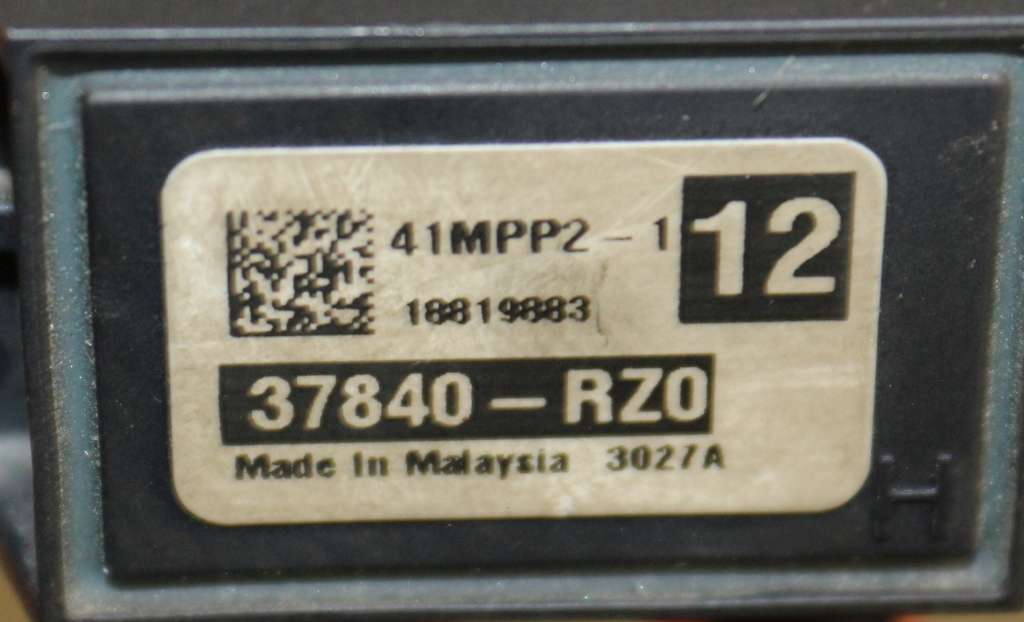 41MPP2-1
12
18819883
37840-RZ0
Made In Malaysia 3027A
H